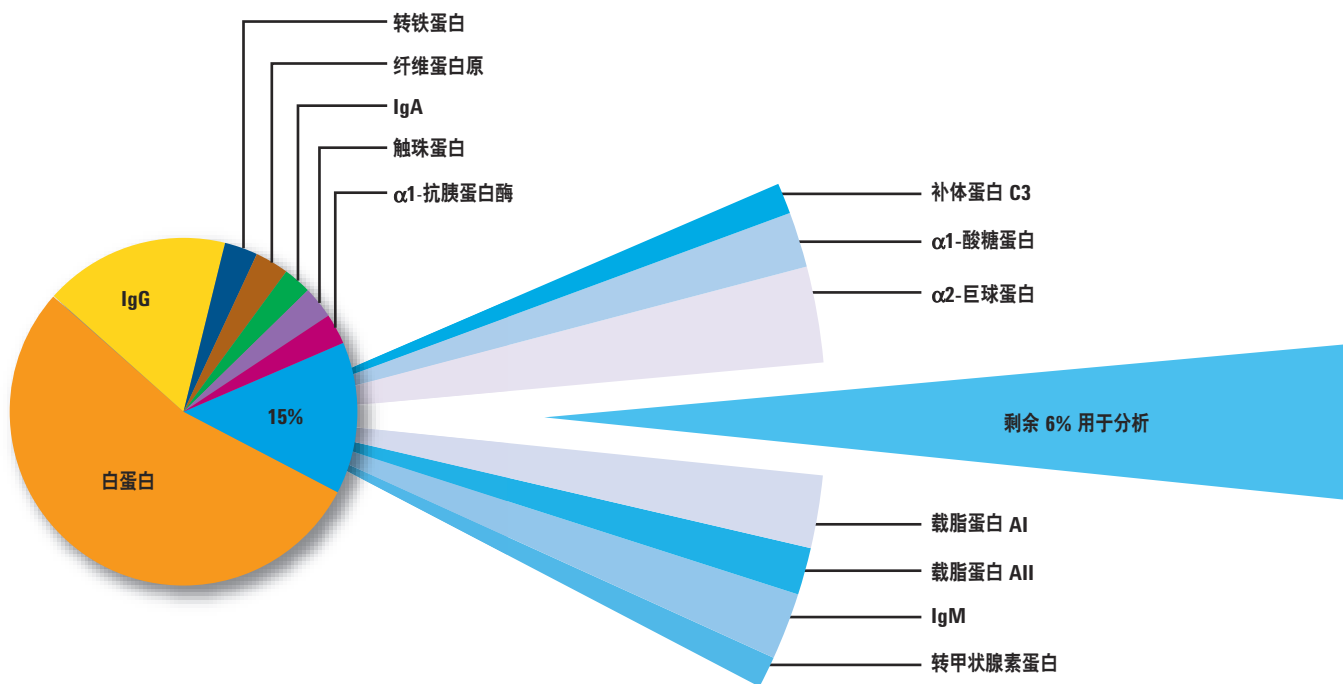 转铁蛋白
纤维蛋白原
IgA
触珠蛋白
α1-抗胰蛋白酶
IgG
15%
白蛋白
补体蛋白 C3
α1-酸糖蛋白
α2-巨球蛋白
剩余 6% 用于分析
载脂蛋白 AI
载脂蛋白 AII
IgM
转甲状腺素蛋白